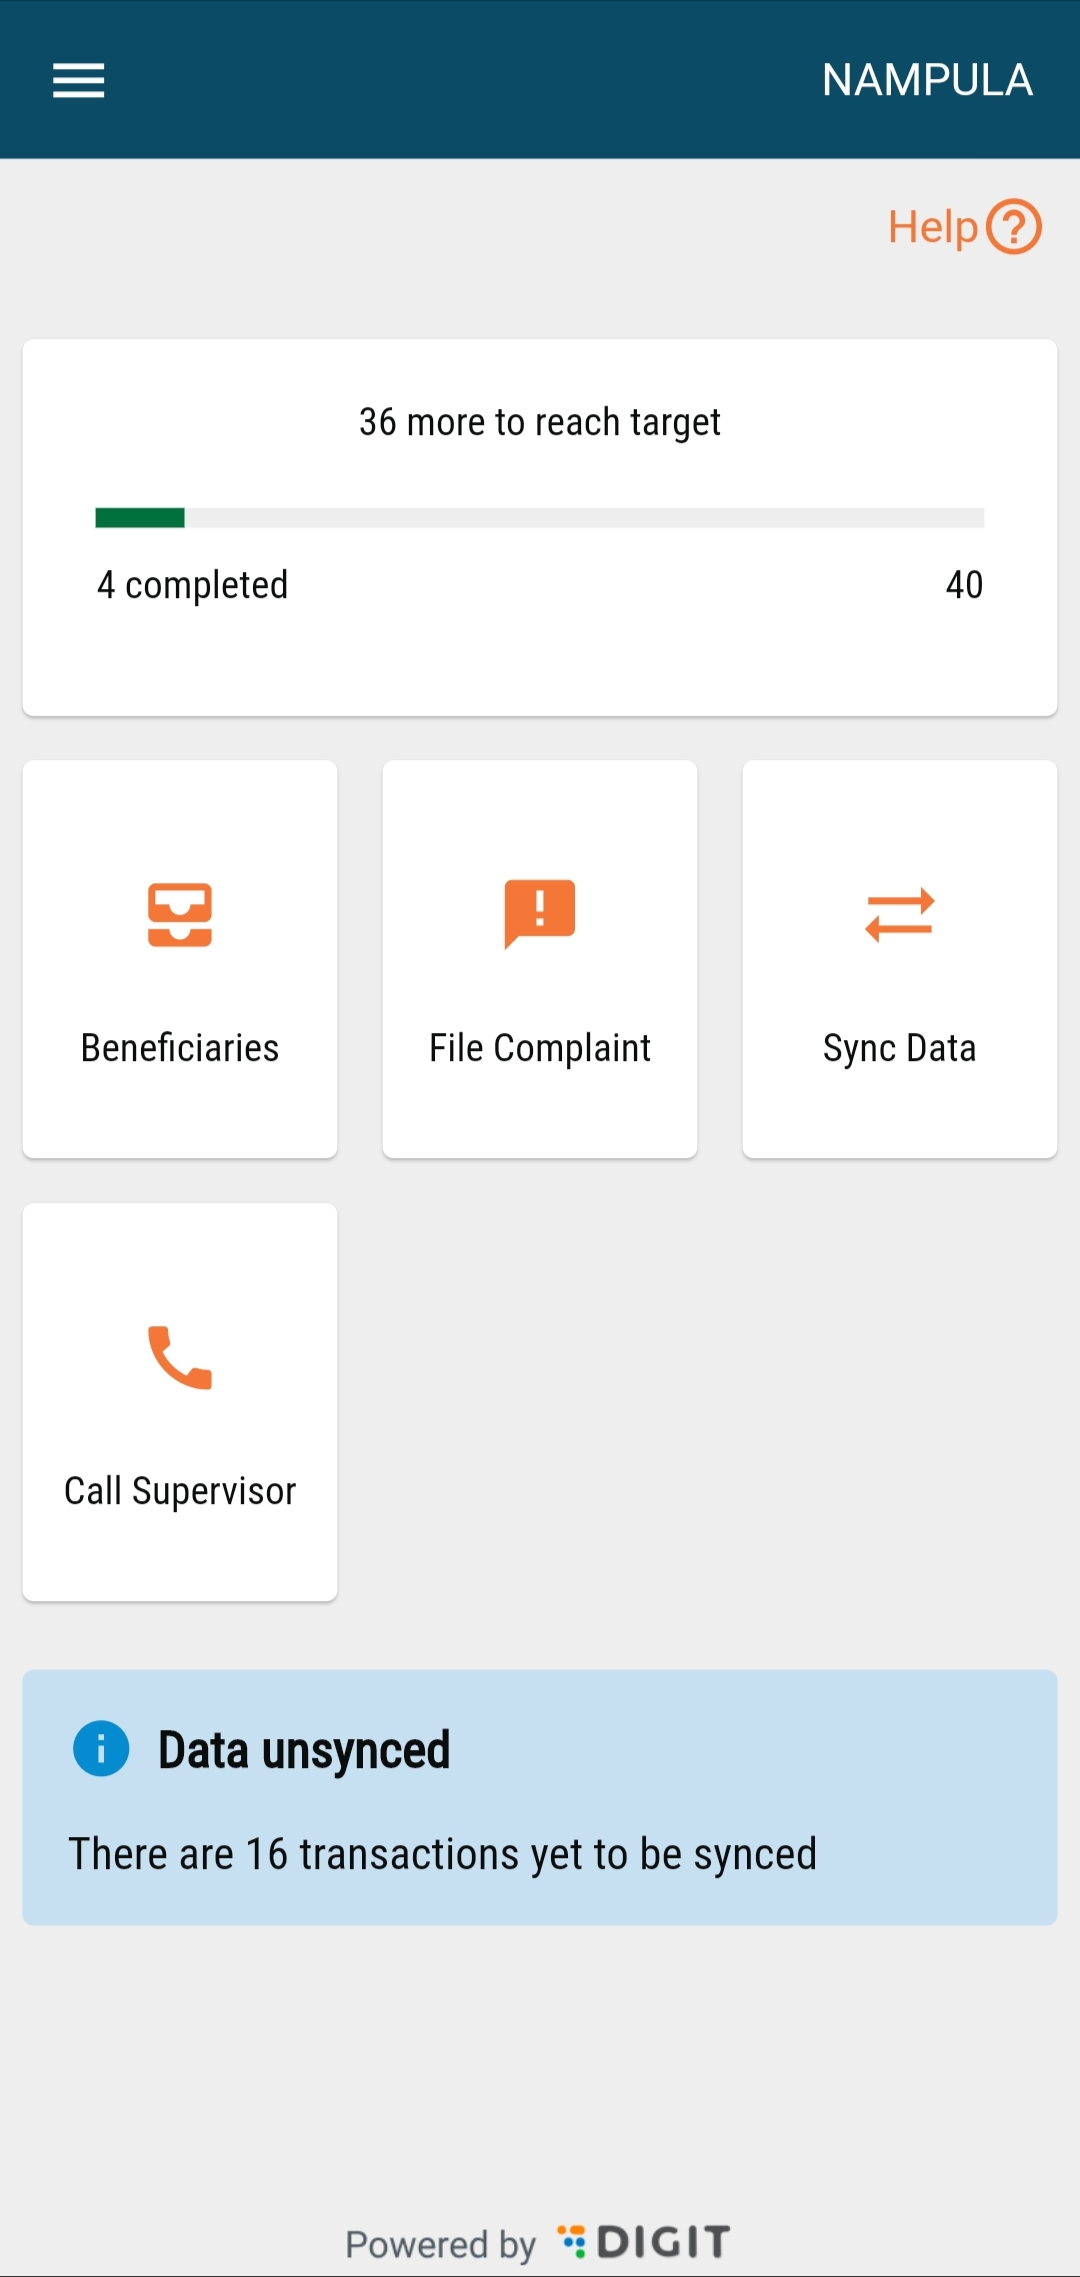 NAMPULA
Help
36 more to reach target
4 completed
40
Beneficiaries
File Complaint
Sync Data
Call Supervisor
Data unsynced
There are 16 transactions yet to be synced
Powered by DIGIT